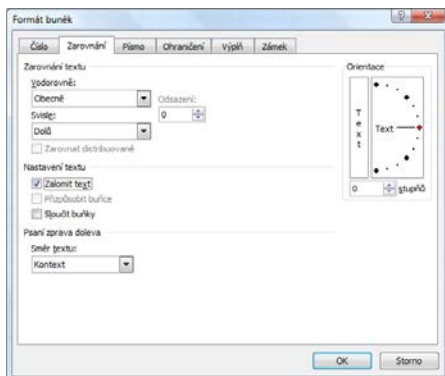 Formát buněk
Číslo Zarovnání Písmo Ohraničení Výplň Zámek
Zarovnání textu
Vodorovně:
Obecně
Odsazení:
Svisle:
0
Dolů
Zarovnat distribuovaně
Nastavení textu
Zalomit text
Přizpůsobit buňce
Sloučit buňky
Psaní zprava doleva
Směr textu:
Kontext
Orientace
Text
Text
0 stupňů
OK Storno